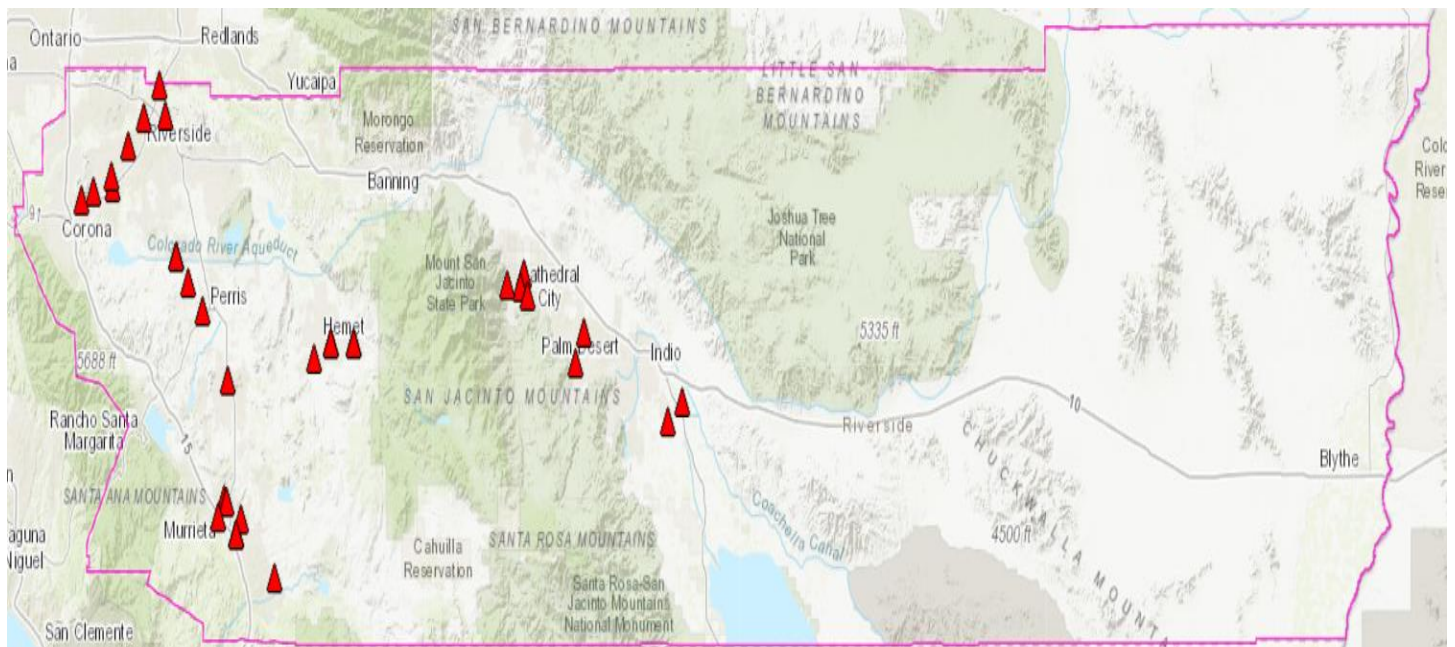 SAN BERNARDINO MOUNTAINS
Ontario
Redlands
Yucaipa
LITTLE SAN
BERNARDINO
MOUNTAINS
Morongo
Reservation
Riverside
Banning
91
Corona
Colorado River Aqueduct
Joshua Tree
National
Park
Mount San
Jacinto
State Park
Cathedral
City
Perris
Hemet
5335 ft
Palm Desert
Indio
5688 ft
SAN JACINTO MOUNTAINS
10
Rancho Santa
Margarita
15
Riverside
CHUCKWALLA MOUNTA
Blythe
SANTA ANA MOUNTAINS
Murrieta
Coachella Canal
4500 ft
SANTA ROSA MOUNTAINS
Cahuilla
Reservation
Santa Rosa-San
Jacinto Mountains
National Monument
San Clemente